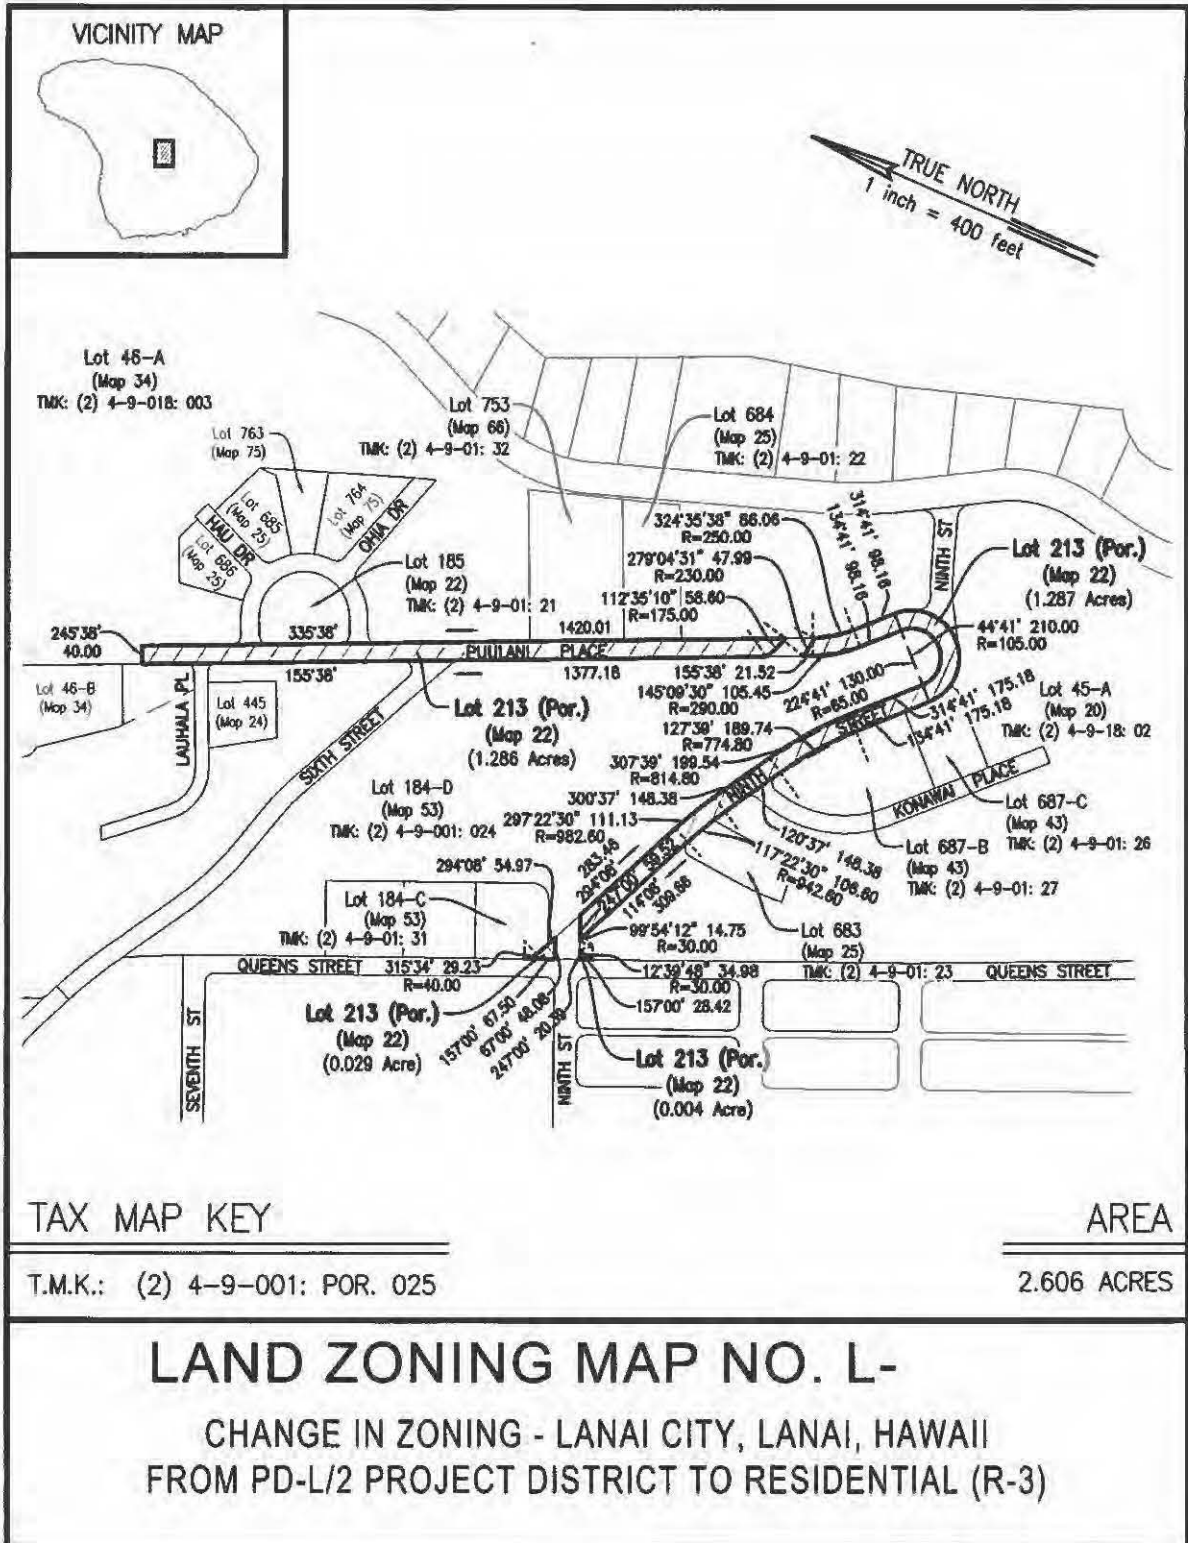 VICINITY MAP
TRUE NORTH
1 inch = 400 feet
Lot 46-A
(Map 34)
TMK: (2) 4-9-018: 003
Lot 763
(Map 75)
Lot 753
(Map 66)
TMK: (2) 4-9-01: 32
Lot 684
(Map 25)
TMK: (2) 4-9-01: 22
Lot 685
(Map 25)
Lot 764
(Map 75)
HAU DR
OHIA DR
Lot 686
(Map 25)
Lot 185
(Map 22)
TMK: (2) 4-9-01: 21
324°35'38" 66.06
R=250.00
279°04'31" 47.99
R=230.00
112°35'10" 58.60
R=175.00
314°41' 98.16
134°41' 98.16
NINTH ST
Lot 213 (Por.)
(Map 22)
(1.287 Acres)
44°41' 210.00
R=105.00
245°38'
40.00
335°38'
1420.01
PUULANI PLACE
155°38'
1377.18
155°38' 21.52
145°09'30" 105.45
R=290.00
224°41' 130.00
R=65.00
314°41' 175.18
134°41' 175.18
Lot 45-A
(Map 20)
TMK: (2) 4-9-18: 02
Lot 46-B
(Map 34)
LAUHALA PL
Lot 445
(Map 24)
SIXTH STREET
Lot 213 (Por.)
(Map 22)
(1.286 Acres)
127°39' 189.74
R=774.80
307°39' 199.54
R=814.80
NINTH STREET
KONAWAI PLACE
Lot 184-D
(Map 53)
TMK: (2) 4-9-001: 024
300°37' 148.38
297°22'30" 111.13
R=982.60
Lot 687-C
(Map 43)
TMK: (2) 4-9-01: 26
Lot 687-B
(Map 43)
TMK: (2) 4-9-01: 27
120°37' 148.38
117°22'30" 106.60
R=942.60
283.46
294°08'
247°00' 59.52
114°08'
309.66
294°08' 54.97
Lot 184-C
(Map 53)
TMK: (2) 4-9-01: 31
99°54'12" 14.75
R=30.00
Lot 683
(Map 25)
TMK: (2) 4-9-01: 23
QUEENS STREET
315°34' 29.23
R=40.00
12°39'48" 34.98
R=30.00
QUEENS STREET
157°00' 28.42
SEVENTH ST
Lot 213 (Por.)
(Map 22)
(0.029 Acre)
157°00' 67.50
67°00' 48.08
247°00' 20.39
NINTH ST
Lot 213 (Por.)
(Map 22)
(0.004 Acre)
TAX MAP KEY
AREA
T.M.K.: (2) 4-9-001: POR. 025
2.606 ACRES
LAND ZONING MAP NO. L-
CHANGE IN ZONING - LANAI CITY, LANAI, HAWAII
FROM PD-L/2 PROJECT DISTRICT TO RESIDENTIAL (R-3)